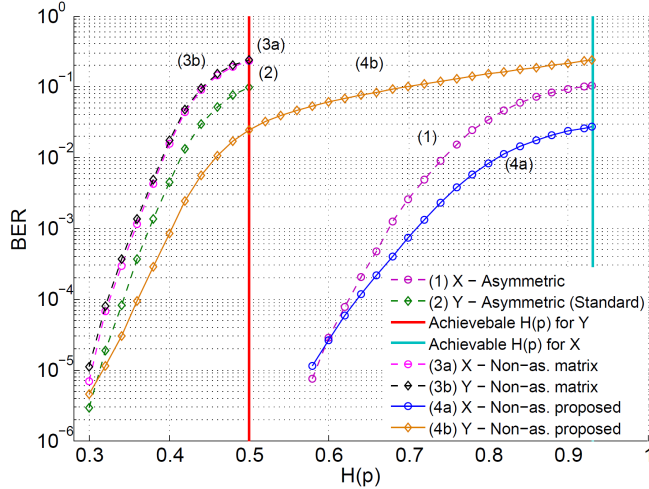 10^0
10^-1
10^-2
10^-3
10^-4
10^-5
10^-6
BER
(3a)
(3b)
(2)
(4b)
(1)
(4a)
(1) X − Asymmetric
(2) Y − Asymmetric (Standard)
Achievebale H(p) for Y
Achievable H(p) for X
(3a) X − Non−as. matrix
(3b) Y − Non−as. matrix
(4a) X − Non−as. proposed
(4b) Y − Non−as. proposed
0.3 0.4 0.5 0.6 0.7 0.8 0.9 1
H(p)